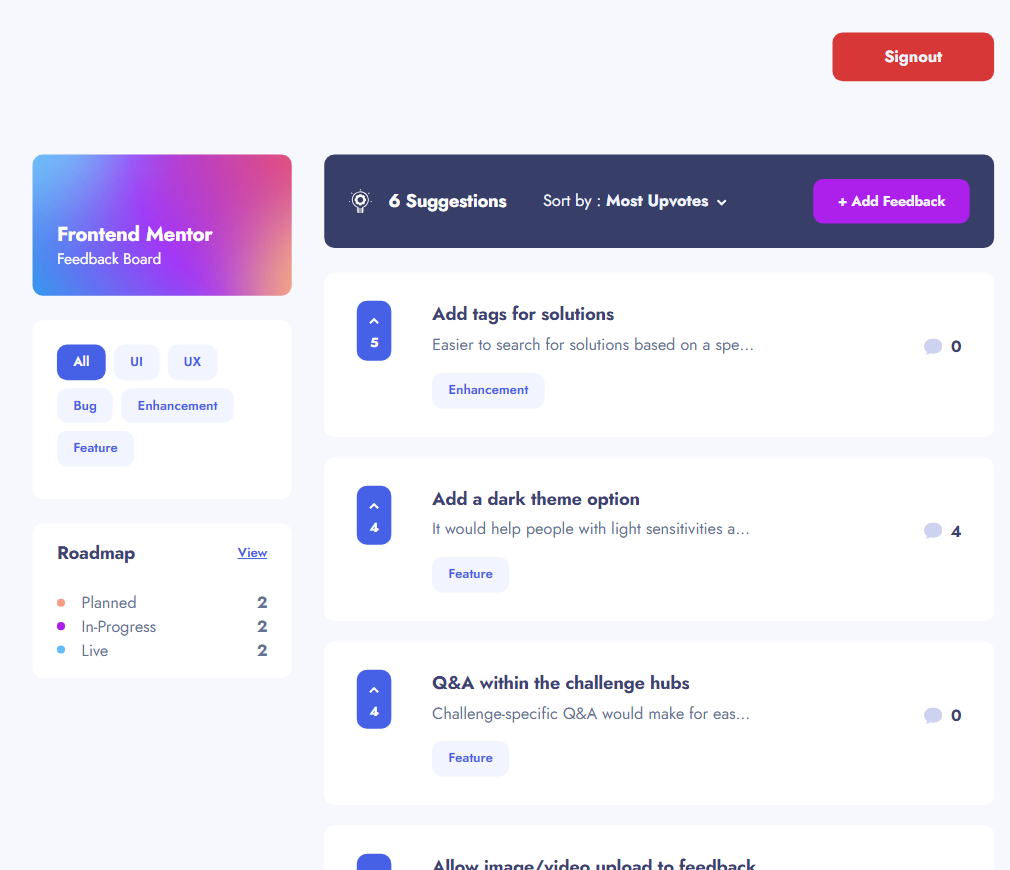 Signout
Frontend Mentor
Feedback Board
All UI UX
Bug Enhancement
Feature
Roadmap View
Planned 2
In-Progress 2
Live 2
6 Suggestions Sort by : Most Upvotes + Add Feedback
Add tags for solutions
5 Easier to search for solutions based on a spe... 0
Enhancement
Add a dark theme option
4 It would help people with light sensitivities a... 4
Feature
Q&A within the challenge hubs
4 Challenge-specific Q&A would make for eas... 0
Feature
Allow image/video upload to feedback